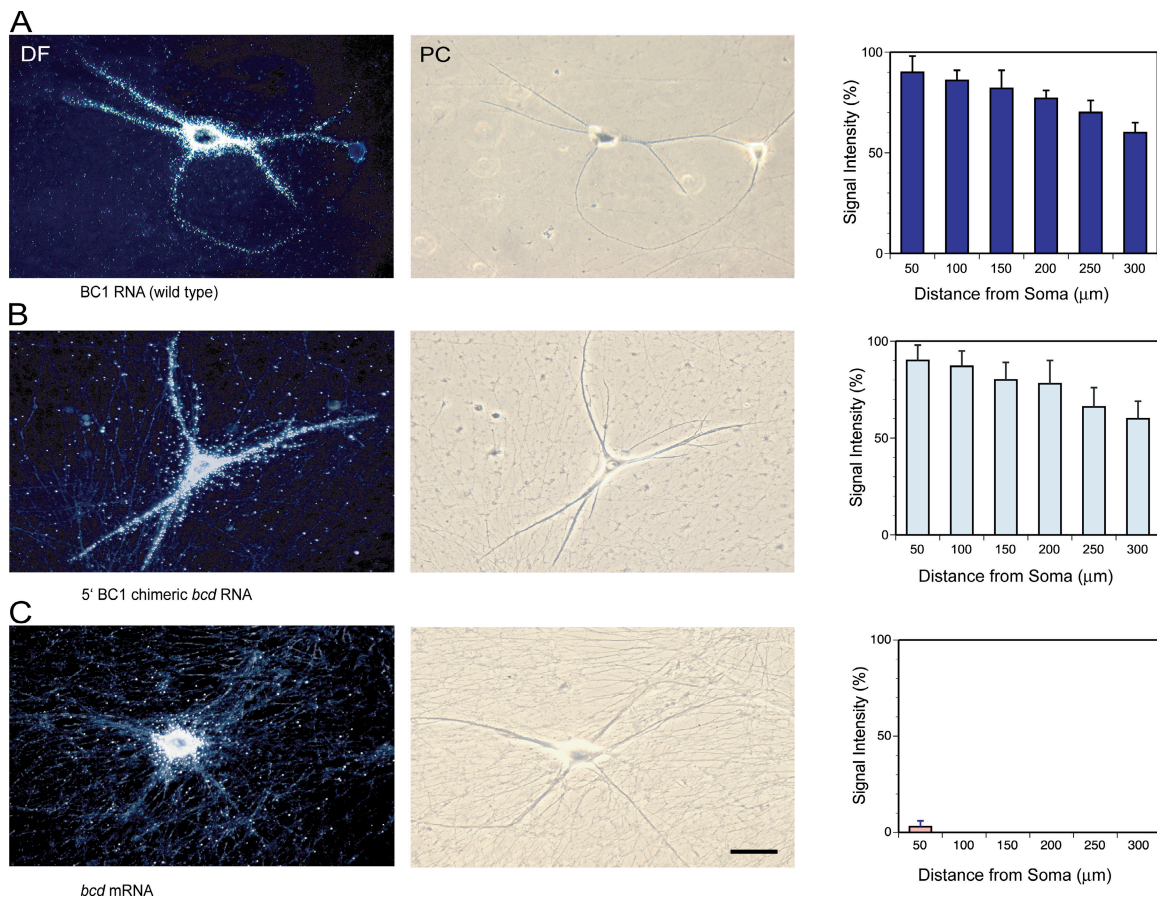 A
DF
PC
100
50
0
Signal Intensity (%)
50 100 150 200 250 300
Distance from Soma (μm)
BC1 RNA (wild type)
B
100
50
0
Signal Intensity (%)
50 100 150 200 250 300
Distance from Soma (μm)
5‘ BC1 chimeric bcd RNA
C
100
50
0
Signal Intensity (%)
50 100 150 200 250 300
Distance from Soma (μm)
bcd mRNA